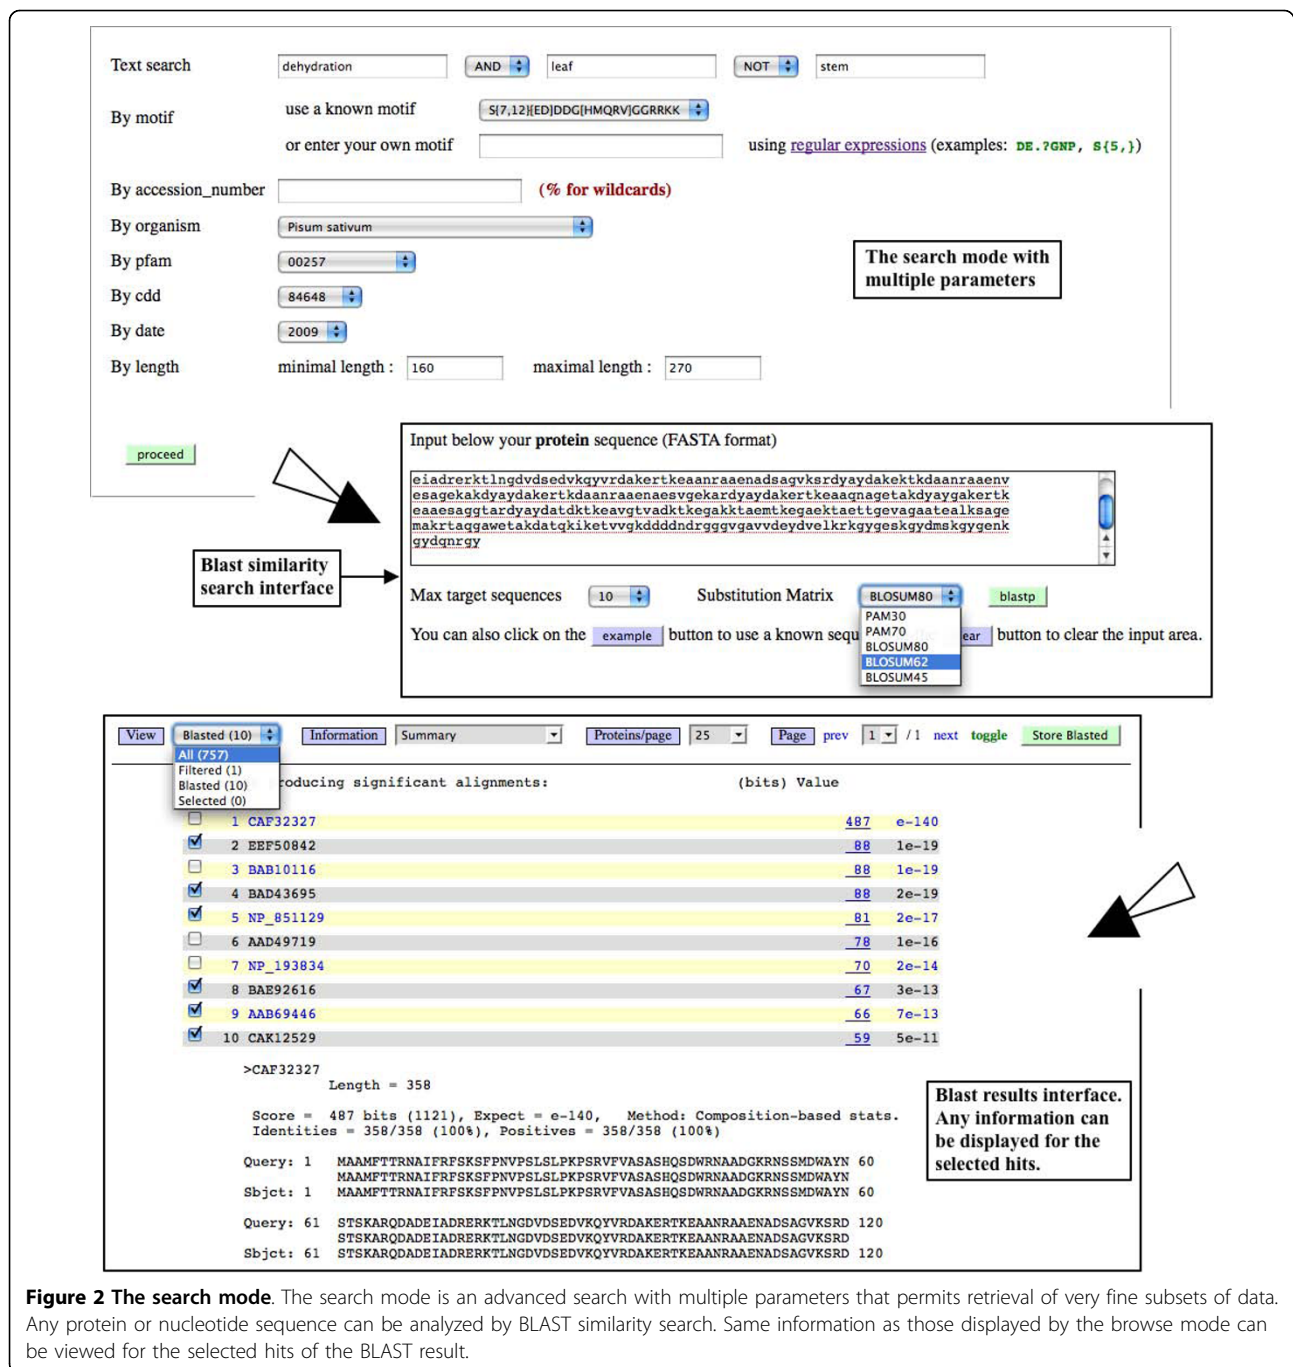 Text search dehydration AND leaf NOT stem
By motif use a known motif S[7,12][ED]DDG[HMQRV]GGRRKK
or enter your own motif using regular expressions (examples: DE.?GNP, S{5,})
By accession_number (% for wildcards)
By organism Pisum sativum
By pfam 00257
By cdd 84648
By date 2009
By length minimal length : 160 maximal length : 270
The search mode with
multiple parameters
proceed
Input below your protein sequence (FASTA format)
eiadrerktlngdvdsedvkqyvrdakertkeaanraaenadsagvksrdyaydakektkdaanraaenv
esagekakdyaydakertkdaanraaenaesvgekardyaydakertkeaaqnagetakdyaygakertk
eaaesaggtardyaydatdktkeavgtvadktkegakktaemtkegaektaettgevagaatealksage
makrtaqgawetakdatqkiketvvgkddddndrgggvgavvdeydvelkrkgygeskgydmskgygenk
gydqnrgy
Blast similarity
search interface
Max target sequences 10 Substitution Matrix BLOSUM80 blastp
PAM30
PAM70
BLOSUM80
BLOSUM62
BLOSUM45
You can also click on the example button to use a known sequ ear button to clear the input area.
View Blasted (10) Information Summary Proteins/page 25 Page prev 1 / 1 next toggle Store Blasted
All (757)
Filtered (1)
Blasted (10)
Selected (0)
roducing significant alignments: (bits) Value
1 CAF32327 487 e-140
2 EEF50842 88 1e-19
3 BAB10116 88 1e-19
4 BAD43695 88 2e-19
5 NP_851129 81 2e-17
6 AAD49719 78 1e-16
7 NP_193834 70 2e-14
8 BAE92616 67 3e-13
9 AAB69446 66 7e-13
10 CAK12529 59 5e-11
>CAF32327
Length = 358
Score = 487 bits (1121), Expect = e-140, Method: Composition-based stats.
Identities = 358/358 (100%), Positives = 358/358 (100%)
Query: 1 MAAMFTTRNAIFRFSKSFPNVPSLSLPKPSRVFVASASHQSDWRNAADGKRNSSMDWAYN 60
MAAMFTTRNAIFRFSKSFPNVPSLSLPKPSRVFVASASHQSDWRNAADGKRNSSMDWAYN
Sbjct: 1 MAAMFTTRNAIFRFSKSFPNVPSLSLPKPSRVFVASASHQSDWRNAADGKRNSSMDWAYN 60
Query: 61 STSKARQDADEIADRERKTLNGDVDSEDVKQYVRDAKERTKEAANRAAENADSAGVKSRD 120
STSKARQDADEIADRERKTLNGDVDSEDVKQYVRDAKERTKEAANRAAENADSAGVKSRD
Sbjct: 61 STSKARQDADEIADRERKTLNGDVDSEDVKQYVRDAKERTKEAANRAAENADSAGVKSRD 120
Blast results interface.
Any information can
be displayed for the
selected hits.
Figure 2 The search mode. The search mode is an advanced search with multiple parameters that permits retrieval of very fine subsets of data.
Any protein or nucleotide sequence can be analyzed by BLAST similarity search. Same information as those displayed by the browse mode can
be viewed for the selected hits of the BLAST result.